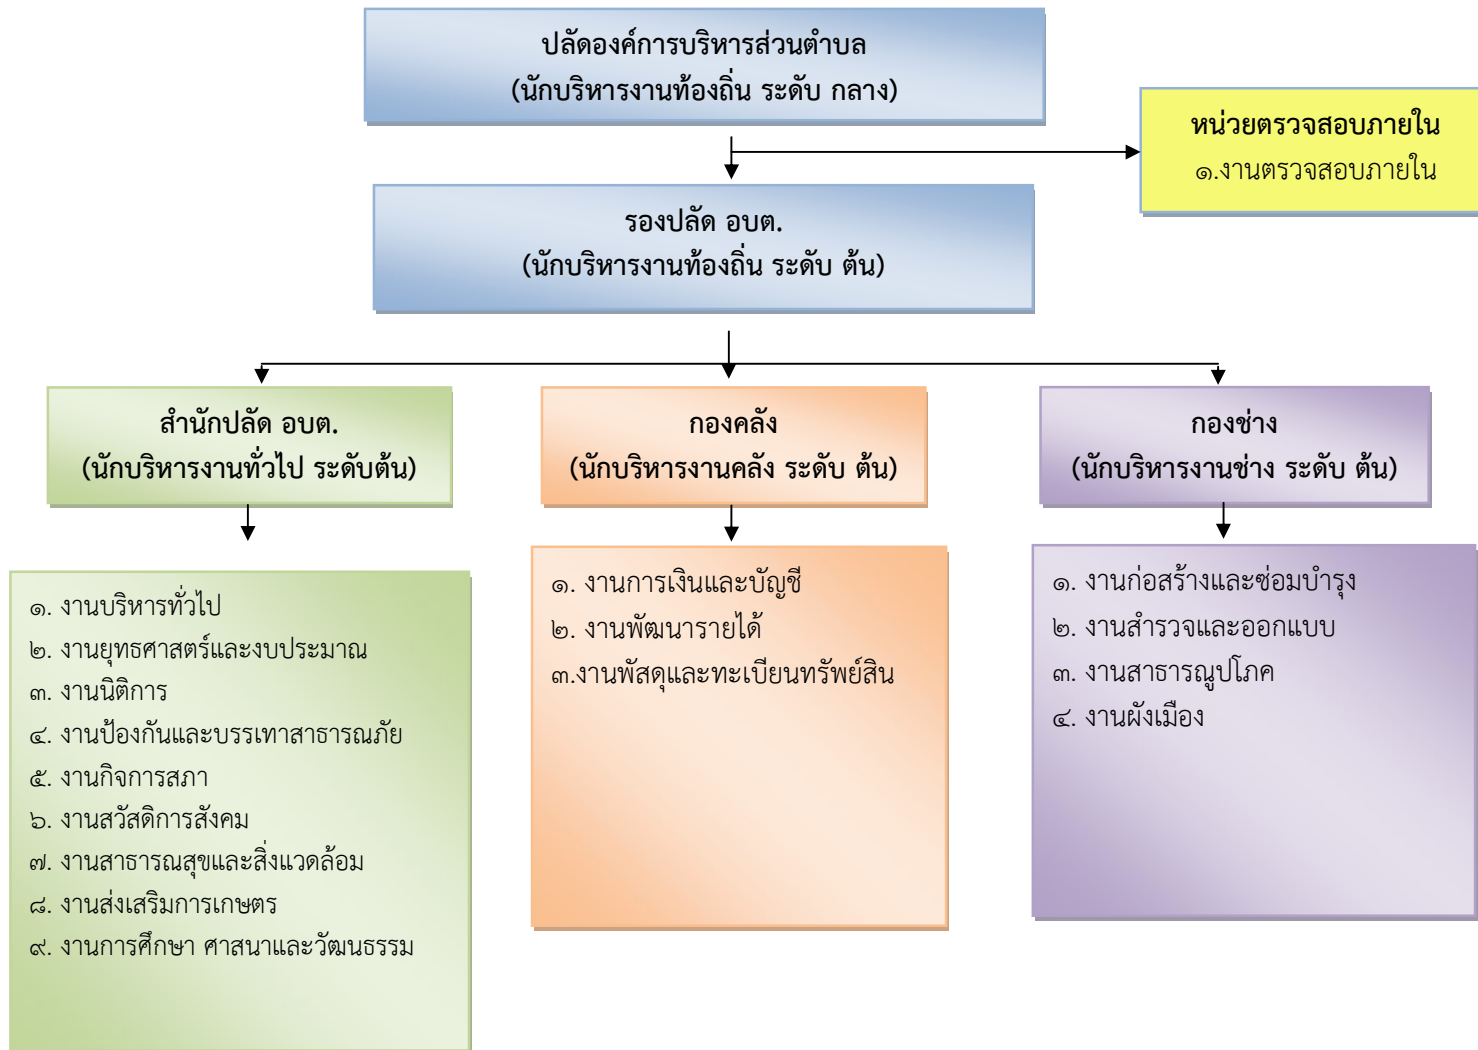 ปลัดองค์การบริหารส่วนตำบล
(นักบริหารงานท้องถิ่น ระดับ กลาง)
หน่วยตรวจสอบภายใน
๑.งานตรวจสอบภายใน
รองปลัด อบต.
(นักบริหารงานท้องถิ่น ระดับ ต้น)
สำนักปลัด อบต.
(นักบริหารงานทั่วไป ระดับต้น)
กองคลัง
(นักบริหารงานคลัง ระดับ ต้น)
กองช่าง
(นักบริหารงานช่าง ระดับ ต้น)
๑. งานบริหารทั่วไป
๒. งานยุทธศาสตร์และงบประมาณ
๓. งานนิติการ
๔. งานป้องกันและบรรเทาสาธารณภัย
๕. งานกิจการสภา
๖. งานสวัสดิการสังคม
๗. งานสาธารณสุขและสิ่งแวดล้อม
๘. งานส่งเสริมการเกษตร
๙. งานการศึกษา ศาสนาและวัฒนธรรม
๑. งานการเงินและบัญชี
๒. งานพัฒนารายได้
๓.งานพัสดุและทะเบียนทรัพย์สิน
๑. งานก่อสร้างและซ่อมบำรุง
๒. งานสำรวจและออกแบบ
๓. งานสาธารณูปโภค
๔. งานผังเมือง